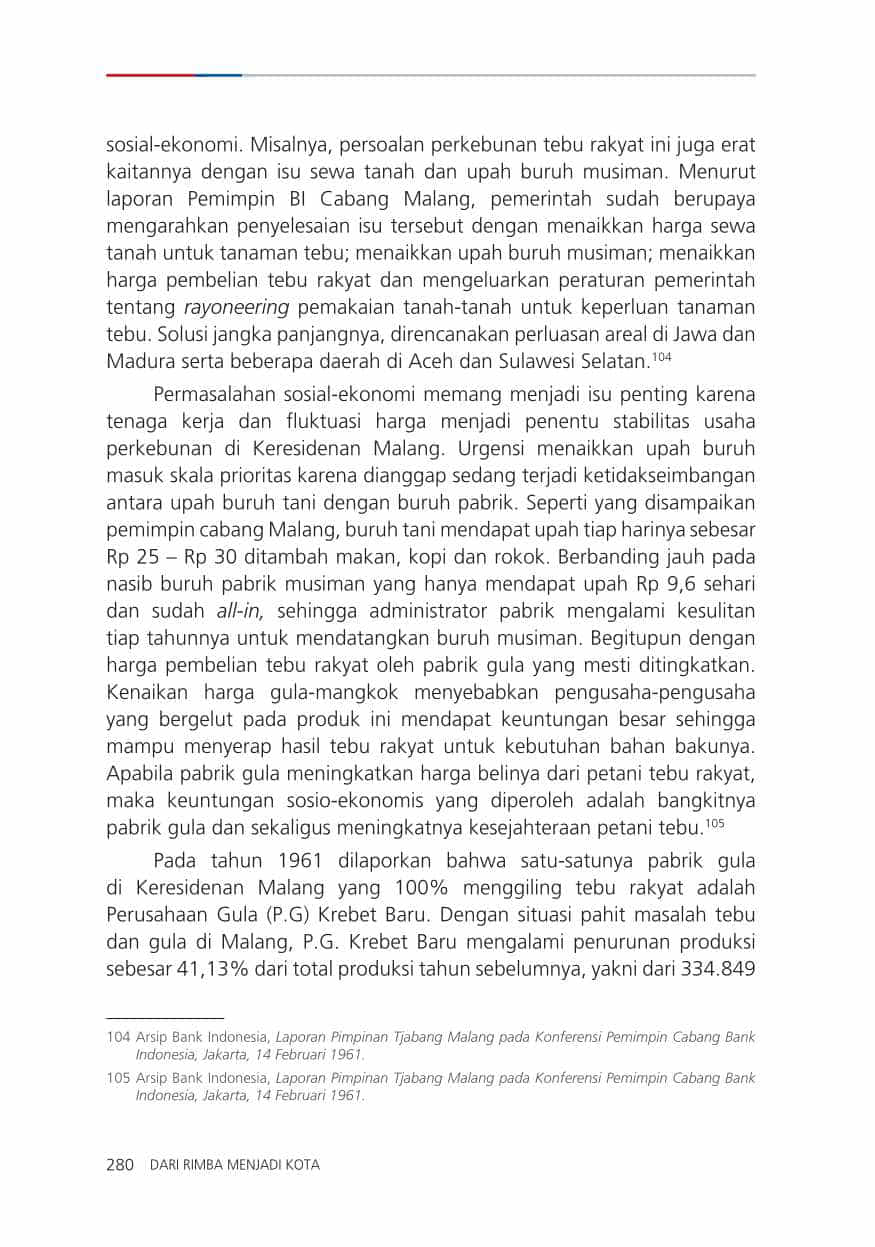 sosial-ekonomi. Misalnya, persoalan perkebunan tebu rakyat ini juga erat
kaitannya dengan isu sewa tanah dan upah buruh musiman. Menurut
laporan Pemimpin BI Cabang Malang, pemerintah sudah berupaya
mengarahkan penyelesaian isu tersebut dengan menaikkan harga sewa
tanah untuk tanaman tebu; menaikkan upah buruh musiman; menaikkan
harga pembelian tebu rakyat dan mengeluarkan peraturan pemerintah
tentang rayoneering pemakaian tanah-tanah untuk keperluan tanaman
tebu. Solusi jangka panjangnya, direncanakan perluasan areal di Jawa dan
Madura serta beberapa daerah di Aceh dan Sulawesi Selatan.104
Permasalahan sosial-ekonomi memang menjadi isu penting karena
tenaga kerja dan fluktuasi harga menjadi penentu stabilitas usaha
perkebunan di Keresidenan Malang. Urgensi menaikkan upah buruh
masuk skala prioritas karena dianggap sedang terjadi ketidakseimbangan
antara upah buruh tani dengan buruh pabrik. Seperti yang disampaikan
pemimpin cabang Malang, buruh tani mendapat upah tiap harinya sebesar
Rp 25 – Rp 30 ditambah makan, kopi dan rokok. Berbanding jauh pada
nasib buruh pabrik musiman yang hanya mendapat upah Rp 9,6 sehari
dan sudah all-in, sehingga administrator pabrik mengalami kesulitan
tiap tahunnya untuk mendatangkan buruh musiman. Begitupun dengan
harga pembelian tebu rakyat oleh pabrik gula yang mesti ditingkatkan.
Kenaikan harga gula-mangkok menyebabkan pengusaha-pengusaha
yang bergelut pada produk ini mendapat keuntungan besar sehingga
mampu menyerap hasil tebu rakyat untuk kebutuhan bahan bakunya.
Apabila pabrik gula meningkatkan harga belinya dari petani tebu rakyat,
maka keuntungan sosio-ekonomis yang diperoleh adalah bangkitnya
pabrik gula dan sekaligus meningkatnya kesejahteraan petani tebu.105
Pada tahun 1961 dilaporkan bahwa satu-satunya pabrik gula
di Keresidenan Malang yang 100% menggiling tebu rakyat adalah
Perusahaan Gula (P.G) Krebet Baru. Dengan situasi pahit masalah tebu
dan gula di Malang, P.G. Krebet Baru mengalami penurunan produksi
sebesar 41,13% dari total produksi tahun sebelumnya, yakni dari 334.849
104 Arsip Bank Indonesia, Laporan Pimpinan Tjabang Malang pada Konferensi Pemimpin Cabang Bank
Indonesia, Jakarta, 14 Februari 1961.
105 Arsip Bank Indonesia, Laporan Pimpinan Tjabang Malang pada Konferensi Pemimpin Cabang Bank
Indonesia, Jakarta, 14 Februari 1961.
280 DARI RIMBA MENJADI KOTA